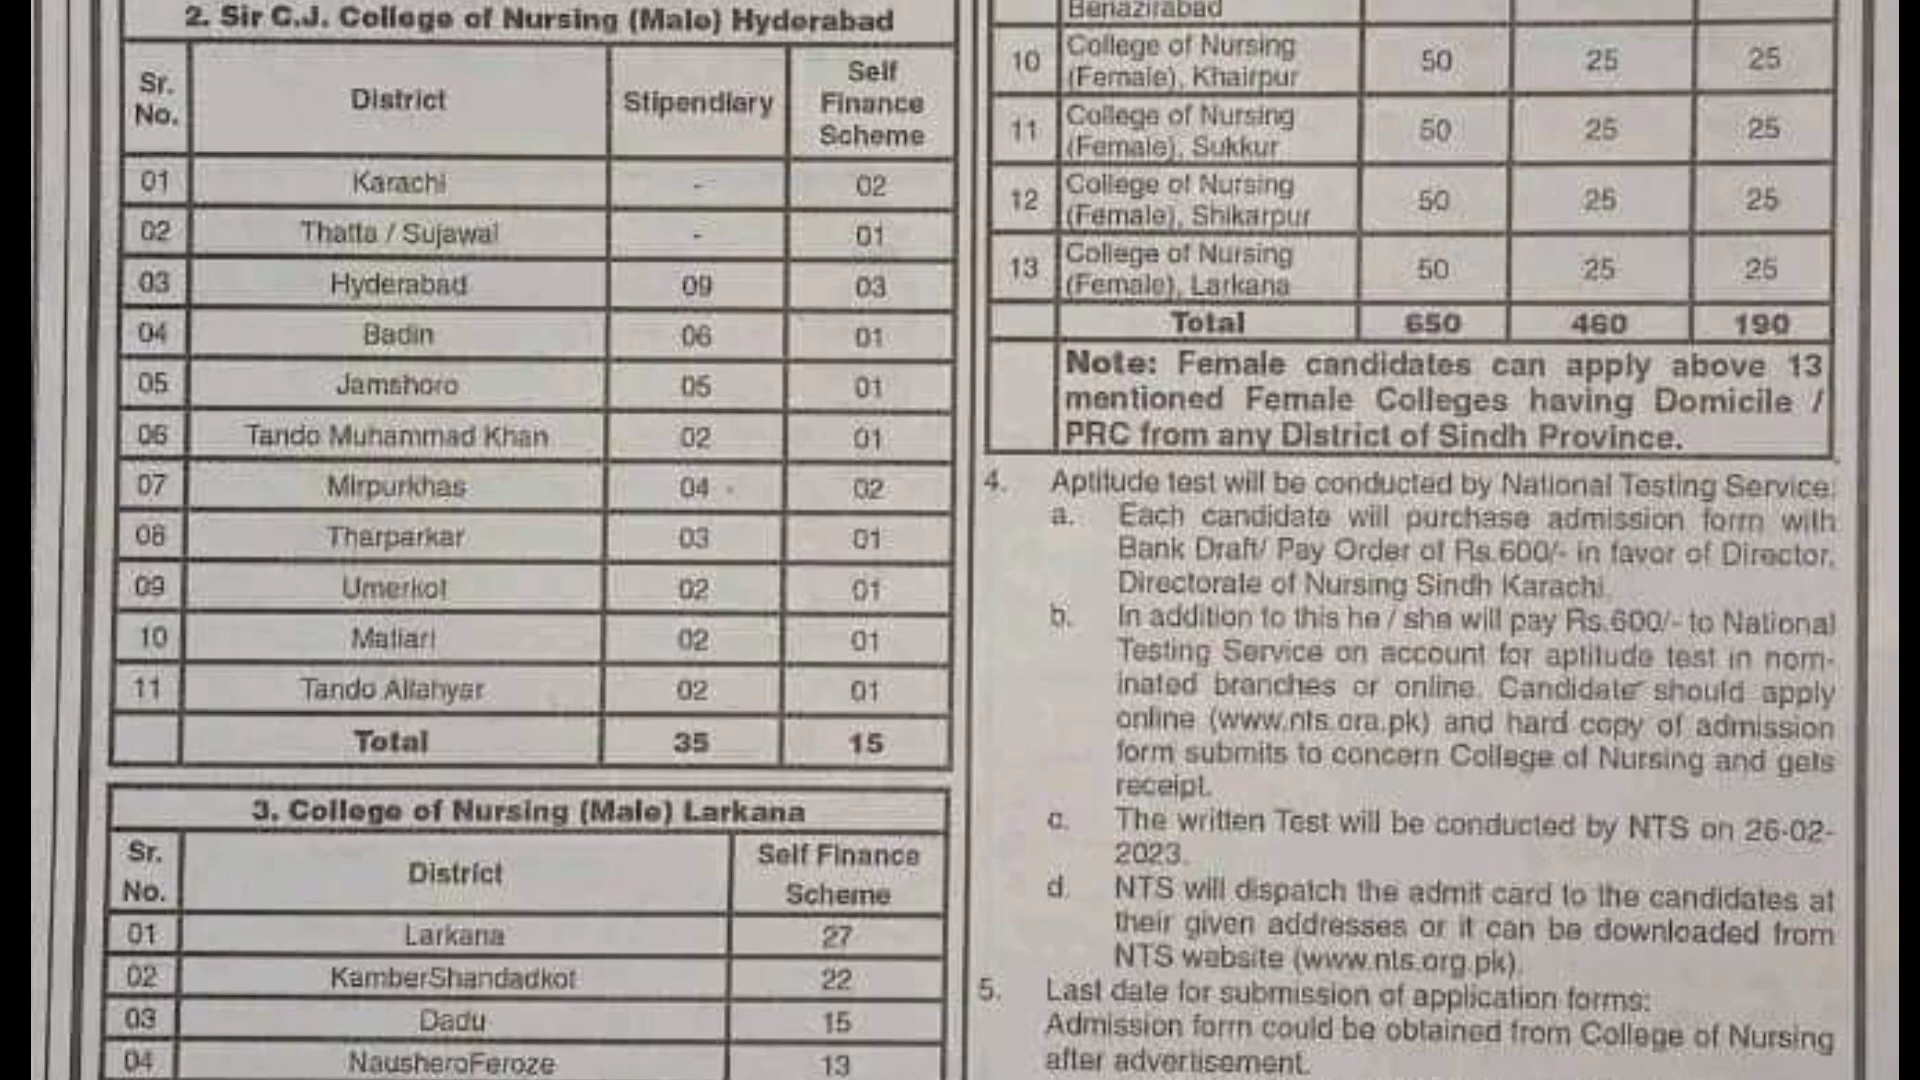 2. Sir C.J. College of Nursing (Male) Hyderabad
Sr. No. District Stipendiary Self Finance Scheme
01 Karachi - 02
02 Thatta / Sujawal - 01
03 Hyderabad 09 03
04 Badin 06 01
05 Jamshoro 05 01
06 Tando Muhammad Khan 02 01
07 Mirpurkhas 04 02
08 Tharparkar 03 01
09 Umerkot 02 01
10 Matiari 02 01
11 Tando Allahyar 02 01
Total 35 15
3. College of Nursing (Male) Larkana
Sr. No. District Self Finance Scheme
01 Larkana 27
02 KamberShandadkot 22
03 Dadu 15
04 NausheroFeroze 13
Benazirabad
10 College of Nursing (Female), Khairpur 50 25 25
11 College of Nursing (Female), Sukkur 50 25 25
12 College of Nursing (Female), Shikarpur 50 25 25
13 College of Nursing (Female), Larkana 50 25 25
Total 650 460 190
Note: Female candidates can apply above 13
mentioned Female Colleges having Domicile /
PRC from any District of Sindh Province.
4. Aptitude test will be conducted by National Testing Service:
a. Each candidate will purchase admission form with
Bank Draft/ Pay Order of Rs.600/- in favor of Director,
Directorate of Nursing Sindh Karachi.
b. In addition to this he / she will pay Rs.600/- to National
Testing Service on account for aptitude test in nom-
inated branches or online. Candidate should apply
online (www.nts.ora.pk) and hard copy of admission
form submits to concern College of Nursing and gets
receipt.
c. The written Test will be conducted by NTS on 26-02-
2023.
d. NTS will dispatch the admit card to the candidates at
their given addresses or it can be downloaded from
NTS website (www.nts.org.pk).
5. Last date for submission of application forms:
Admission form could be obtained from College of Nursing
after advertisement.